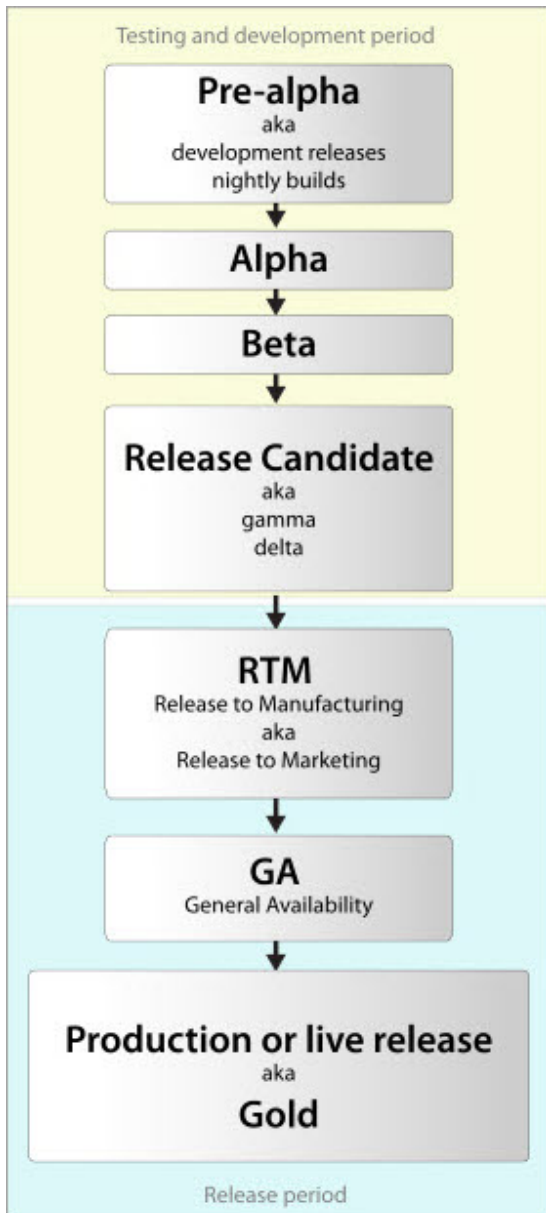 Testing and development period
Pre-alpha
aka
development releases
nightly builds
Alpha
Beta
Release Candidate
aka
gamma
delta
RTM
Release to Manufacturing
aka
Release to Marketing
GA
General Availability
Production or live release
aka
Gold
Release period